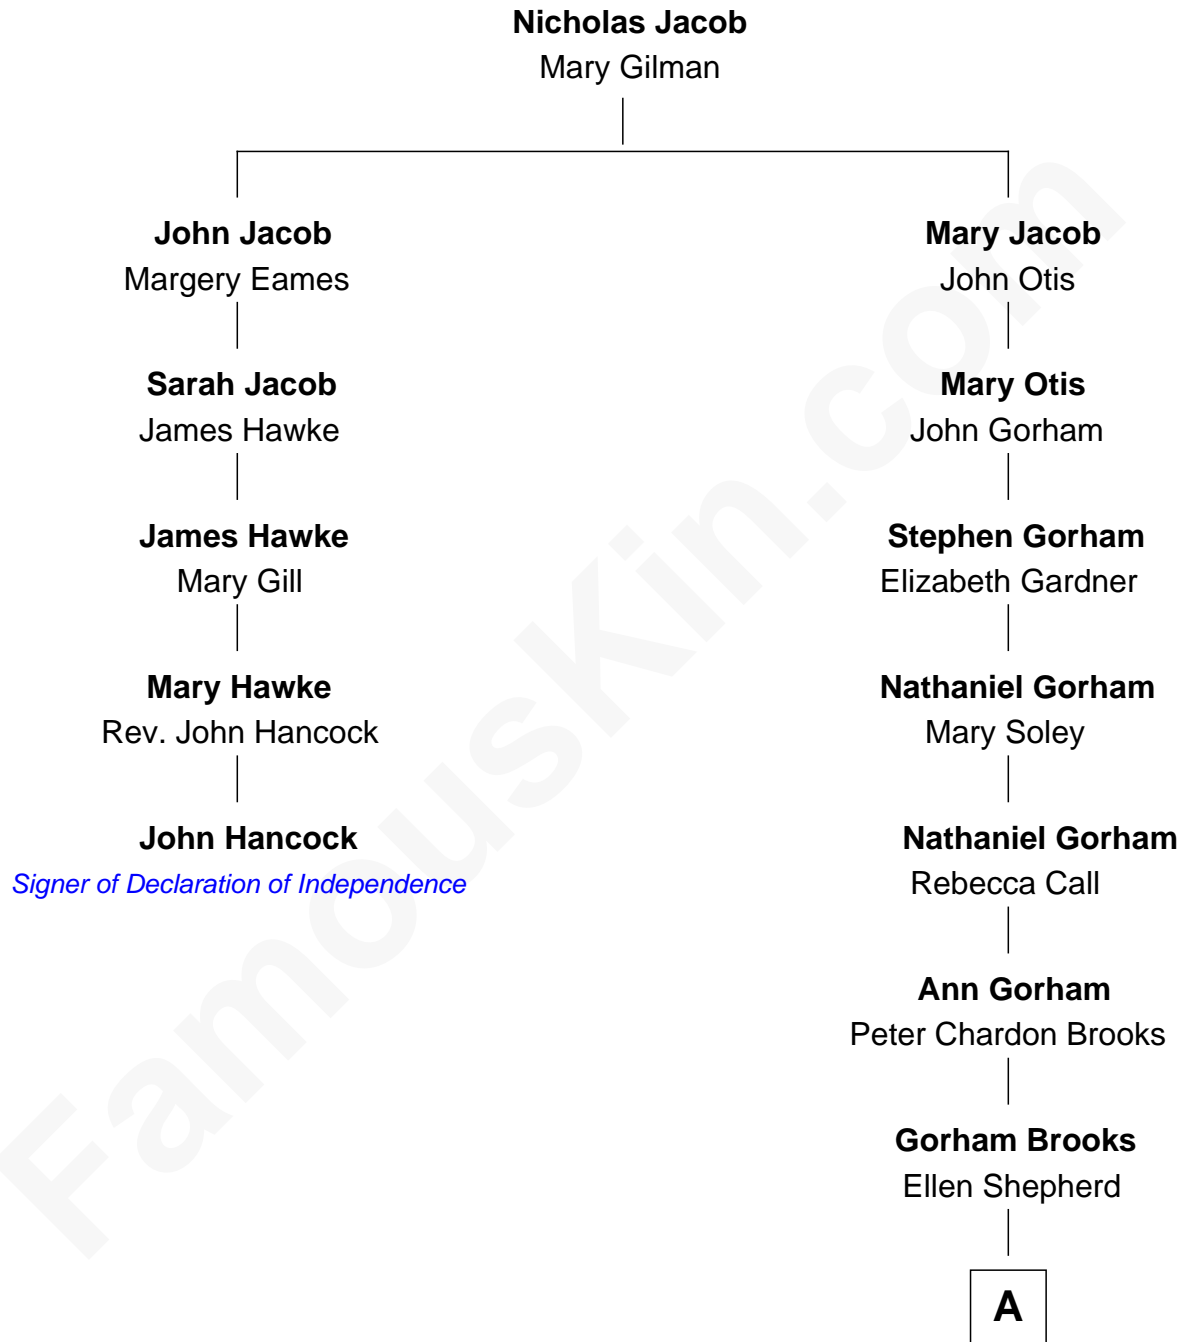 Nicholas Jacob
Mary Gilman
John Jacob
Margery Eames
Mary Jacob
John Otis
Sarah Jacob
James Hawke
Mary Otis
John Gorham
James Hawke
Mary Gill
Stephen Gorham
Elizabeth Gardner
Mary Hawke
Rev. John Hancock
Nathaniel Gorham
Mary Soley
John Hancock
Signer of Declaration of Independence
Nathaniel Gorham
Rebecca Call
Ann Gorham
Peter Chardon Brooks
Gorham Brooks
Ellen Shepherd
A
FamousKin.com